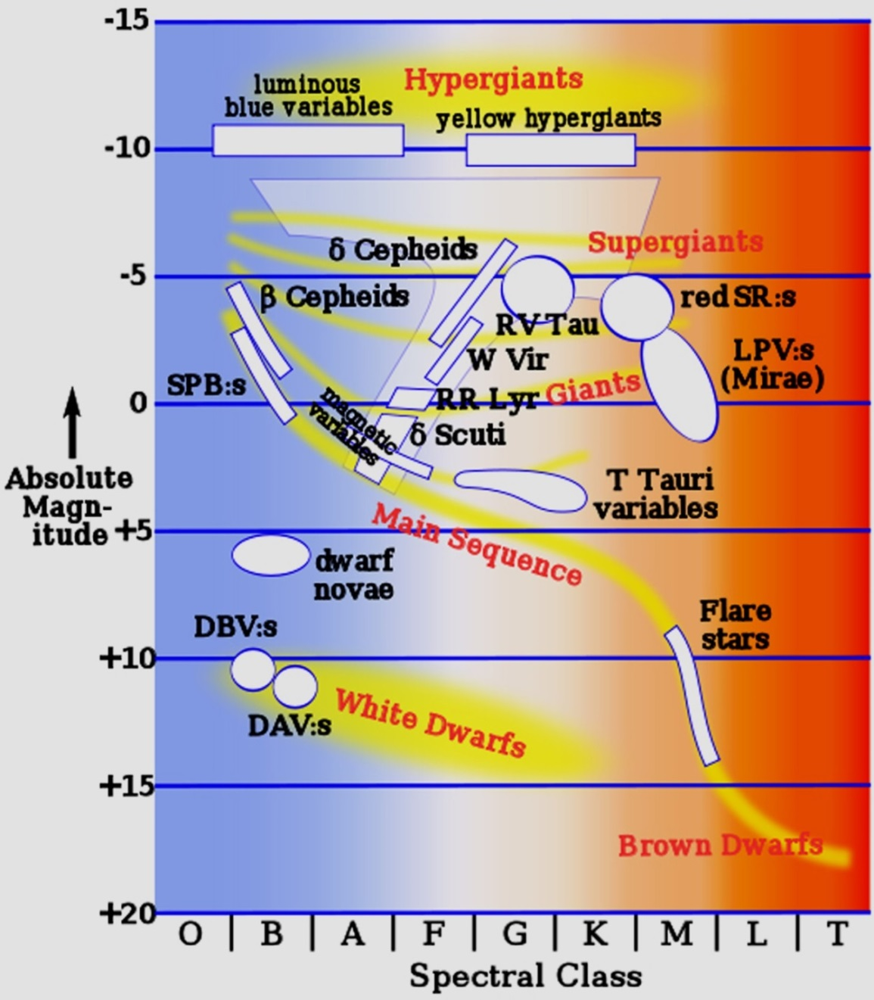 -15
Hypergiants
luminous
blue variables
yellow hypergiants
-10
Supergiants
δ Cepheids
-5
β Cepheids
red SR:s
RV Tau
W Vir
LPV:s
(Mirae)
SPB:s
Giants
0
RR Lyr
magnetic
variables
δ Scuti
Absolute
Magn-
itude
T Tauri
variables
+5
Main Sequence
dwarf
novae
DBV:s
Flare
stars
+10
White Dwarfs
DAV:s
+15
Brown Dwarfs
+20
O B A F G K M L T
Spectral Class